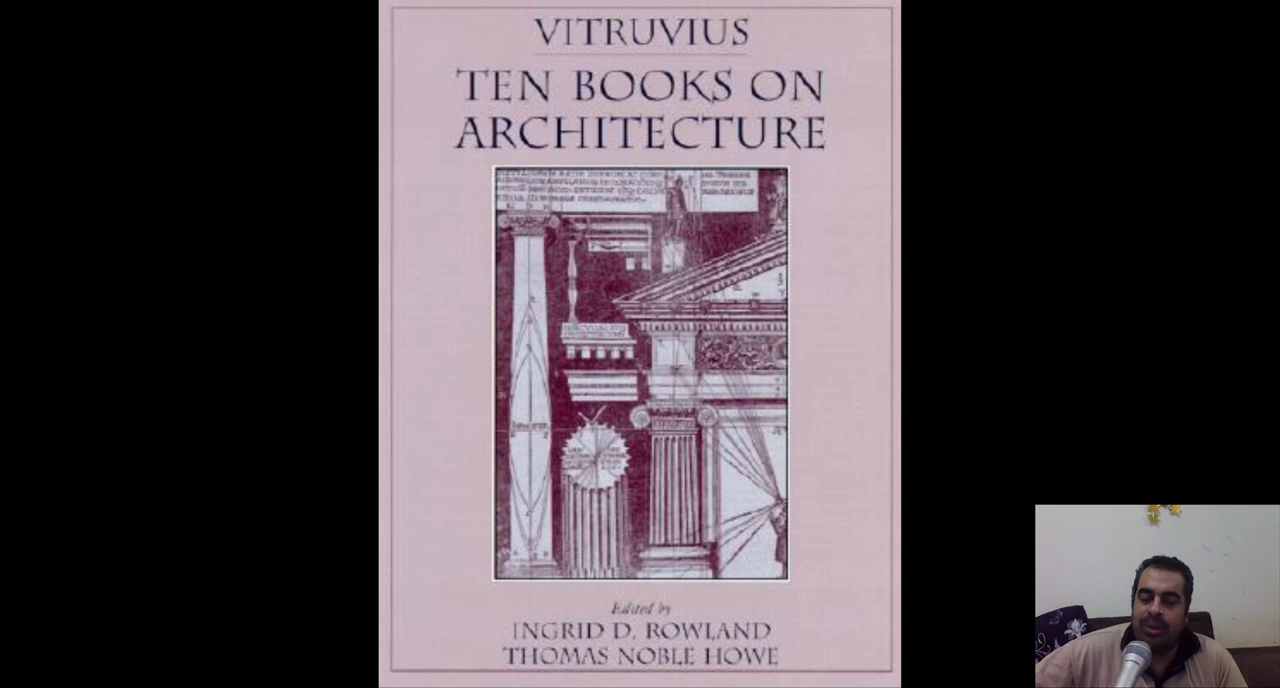 VITRUVIUS
TEN BOOKS ON
ARCHITECTURE
Edited by
INGRID D. ROWLAND
THOMAS NOBLE HOWE